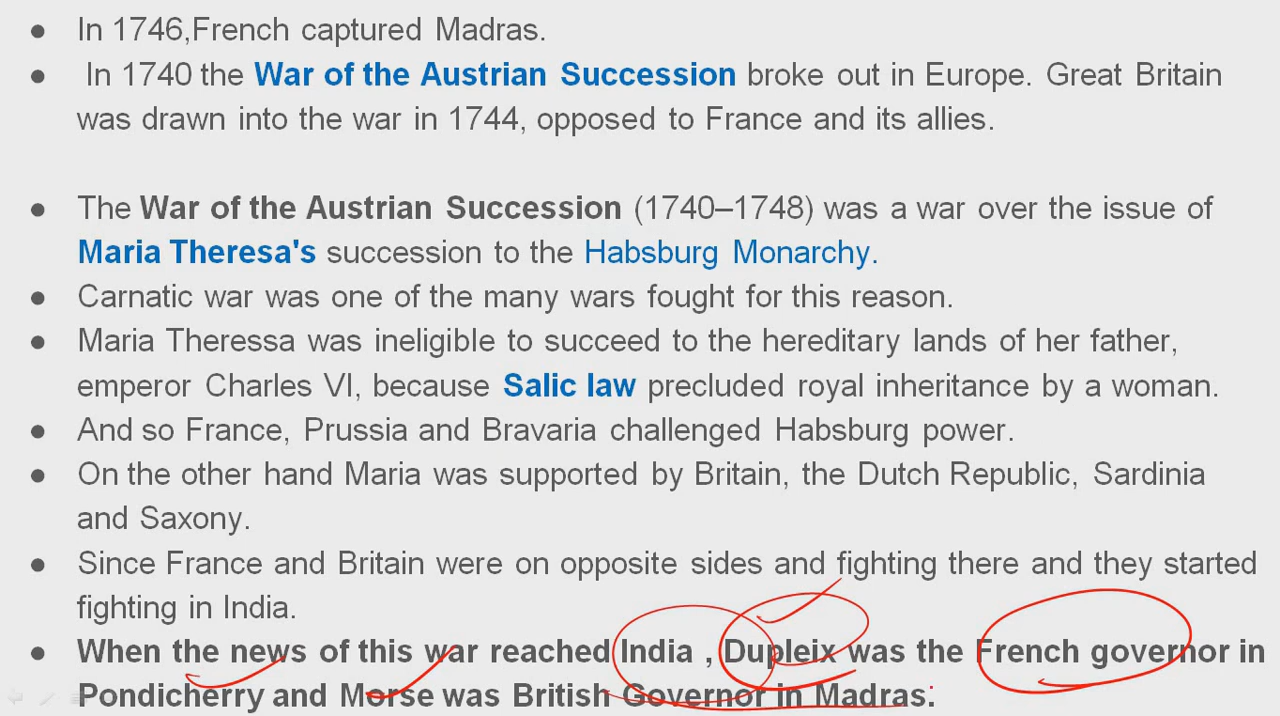 ● In 1746,French captured Madras.
● In 1740 the War of the Austrian Succession broke out in Europe. Great Britain
was drawn into the war in 1744, opposed to France and its allies.
● The War of the Austrian Succession (1740–1748) was a war over the issue of
Maria Theresa's succession to the Habsburg Monarchy.
● Carnatic war was one of the many wars fought for this reason.
● Maria Theressa was ineligible to succeed to the hereditary lands of her father,
emperor Charles VI, because Salic law precluded royal inheritance by a woman.
● And so France, Prussia and Bravaria challenged Habsburg power.
● On the other hand Maria was supported by Britain, the Dutch Republic, Sardinia
and Saxony.
● Since France and Britain were on opposite sides and fighting there and they started
fighting in India.
● When the news of this war reached India , Dupleix was the French governor in
Pondicherry and Morse was British Governor in Madras.